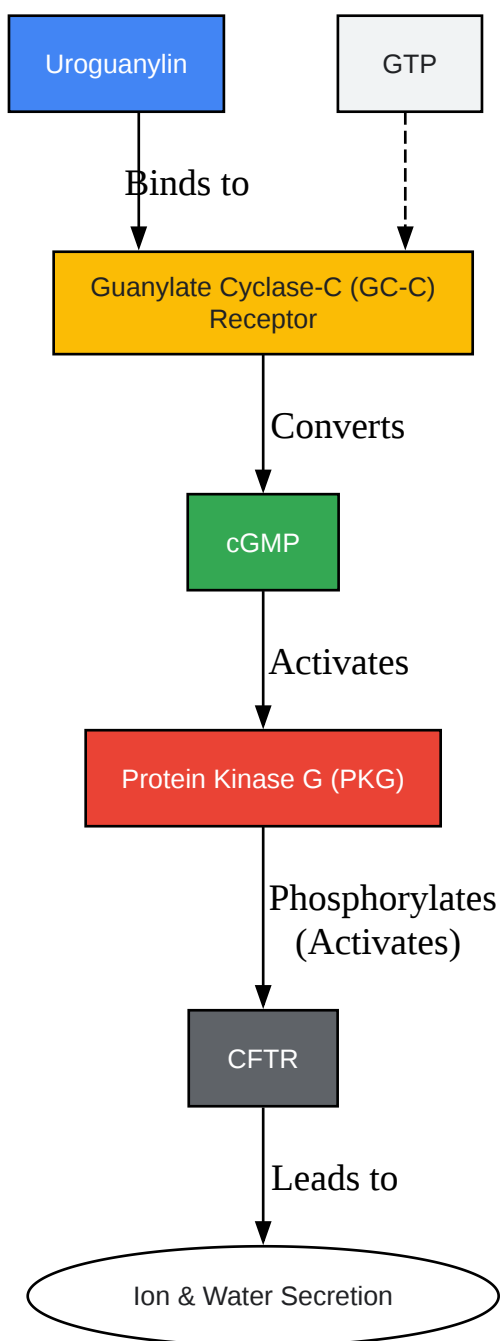 Uroguanylin
GTP
Binds to
Guanylate Cyclase-C (GC-C)
Receptor
Converts
cGMP
Activates
Protein Kinase G (PKG)
Phosphorylates
(Activates)
CFTR
Leads to
Ion & Water Secretion